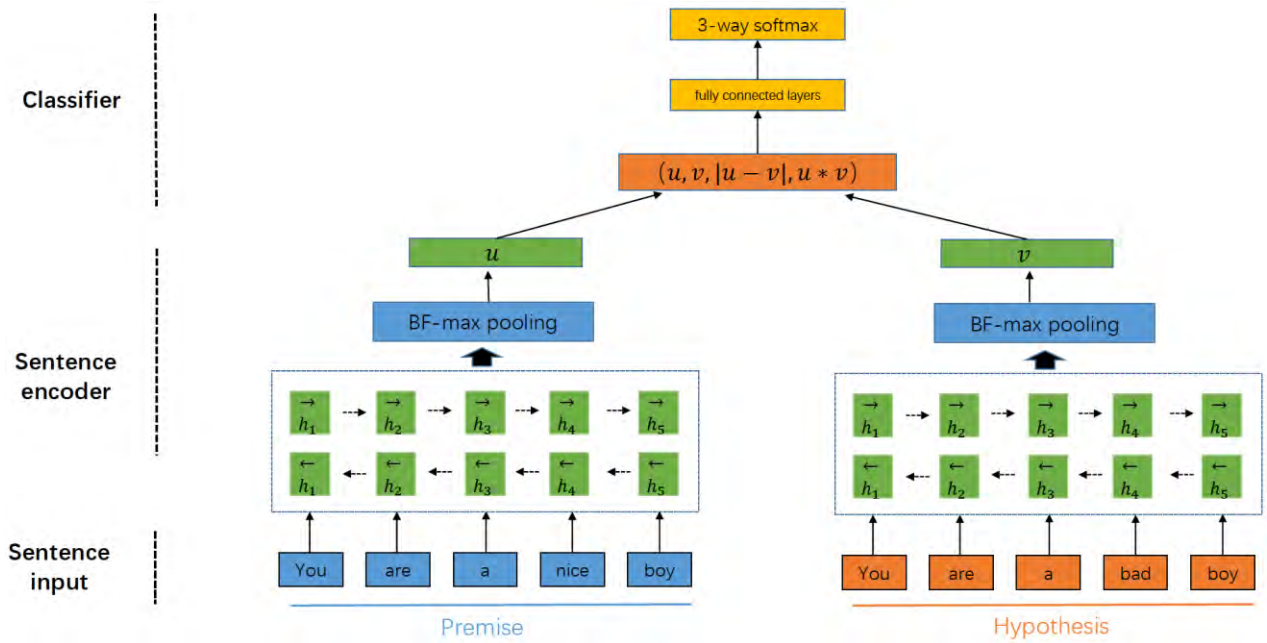 3-way softmax
Classifier
fully connected layers
(u, v, |u − v|, u * v)
u
v
BF-max pooling
BF-max pooling
Sentence
encoder
→h₁ →h₂ →h₃ →h₄ →h₅
→h₁ →h₂ →h₃ →h₄ →h₅
←h₁ ←h₂ ←h₃ ←h₄ ←h₅
←h₁ ←h₂ ←h₃ ←h₄ ←h₅
Sentence
input
You are a nice boy
You are a bad boy
Premise
Hypothesis